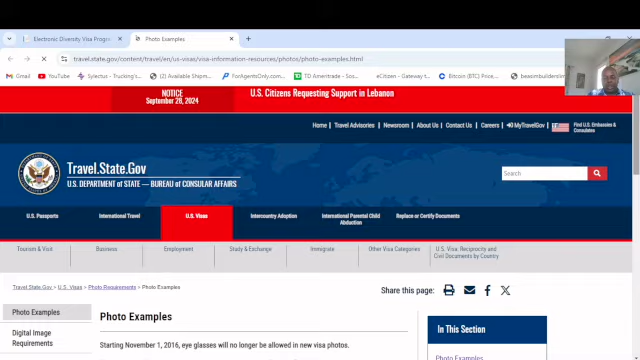 Electronic Diversity Visa Progra
Photo Examples
travel.state.gov/content/travel/en/us-visas/visa-information-resources/photos/photo-examples.html
Gmail
YouTube
Sylectus - Trucking's
(2) Available Shipme
ForAgentsOnly.com
TD Ameritrade - Sos
eCitizen - Gateway t
Bitcoin (BTC) Price,
beaombuilders
NOTICE
September 28, 2024
U.S. Citizens Requesting Support in Lebanon
Home | Travel Advisories | Newsroom | About Us | Contact Us | Careers | MyTravelGov | Find U.S. Embassies & Consulates
Travel.State.Gov
U.S. DEPARTMENT of STATE — BUREAU of CONSULAR AFFAIRS
Search
U.S. Passports
International Travel
U.S. Visas
Intercountry Adoption
International Parental Child Abduction
Replace or Certify Documents
Tourism & Visit
Business
Employment
Study & Exchange
Immigrate
Other Visa Categories
U.S. Visa: Reciprocity and Civil Documents by Country
Travel.State.Gov > U.S. Visas > Photo Requirements > Photo Examples
Share this page:
Photo Examples
Digital Image Requirements
Photo Examples
Starting November 1, 2016, eye glasses will no longer be allowed in new visa photos.
In This Section
Photo Examples